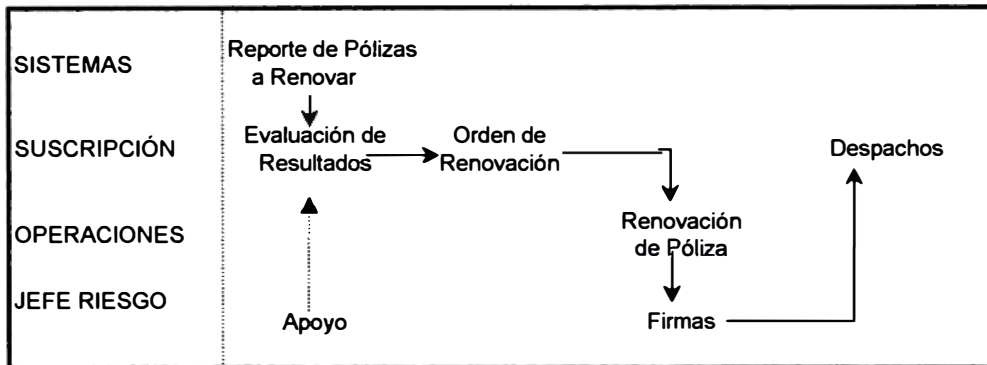 SISTEMAS
Reporte de Pólizas
a Renovar
SUSCRIPCIÓN
Evaluación de
Resultados
Orden de
Renovación
Despachos
OPERACIONES
Renovación
de Póliza
JEFE RIESGO
Apoyo
Firmas